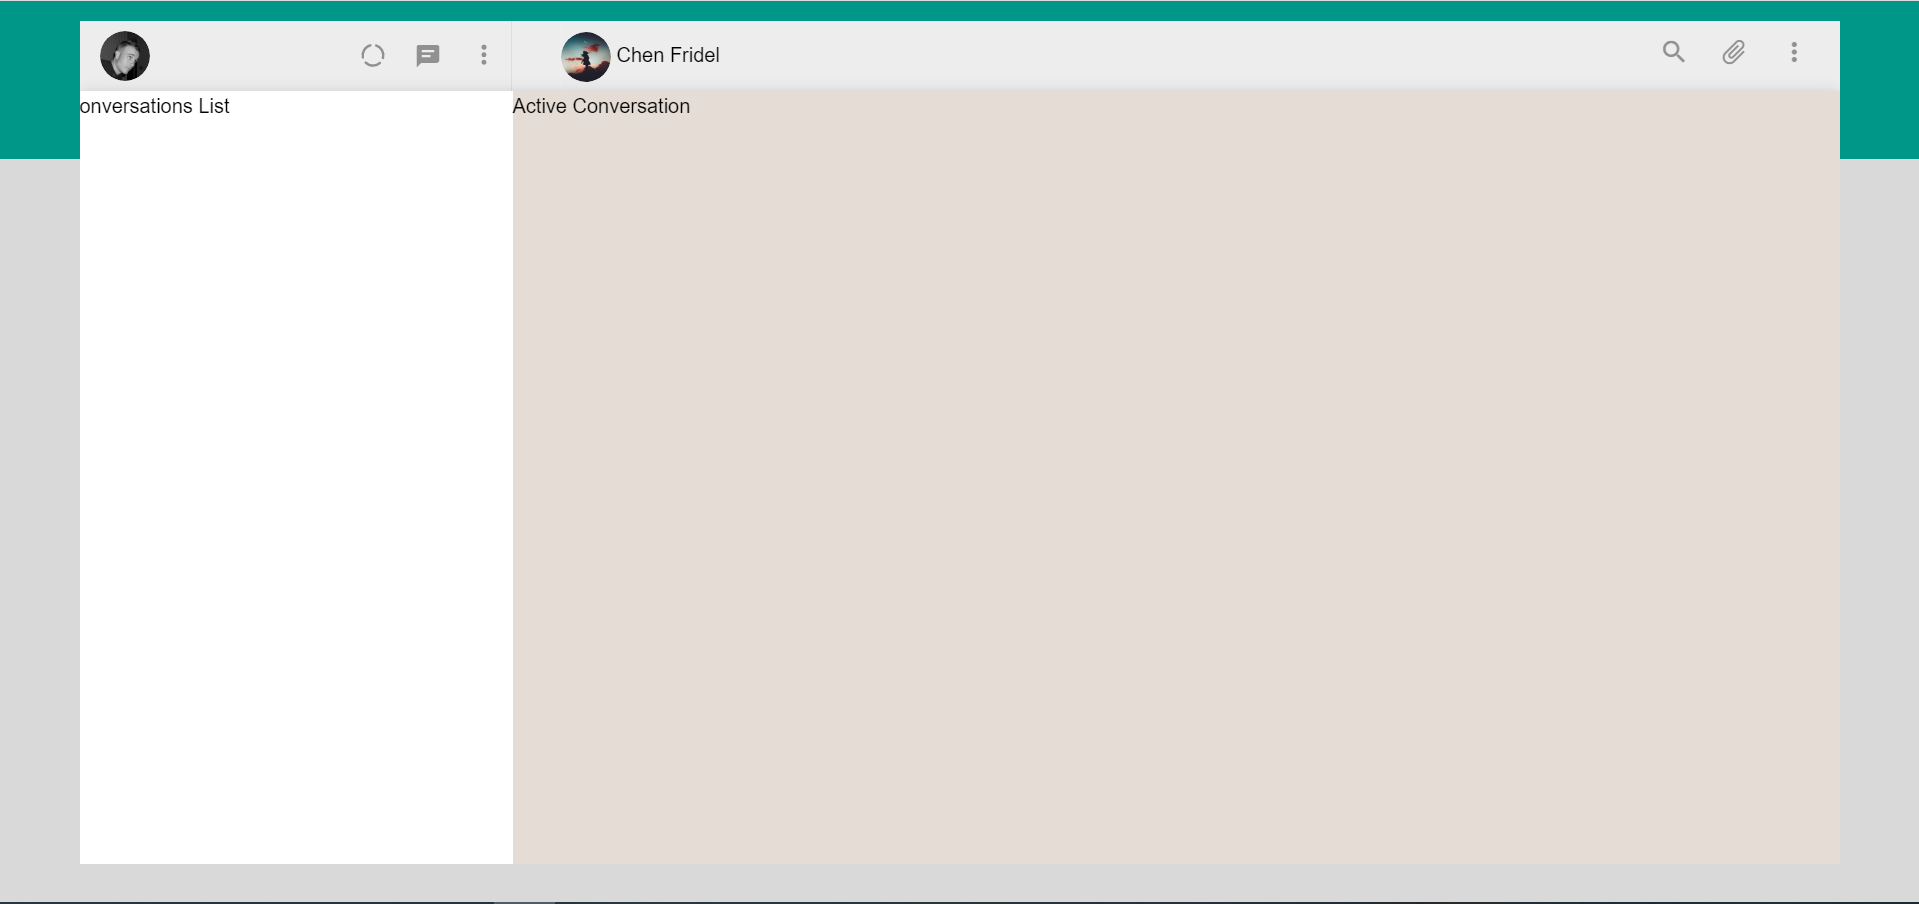 Chen Fridel
onversations List
Active Conversation